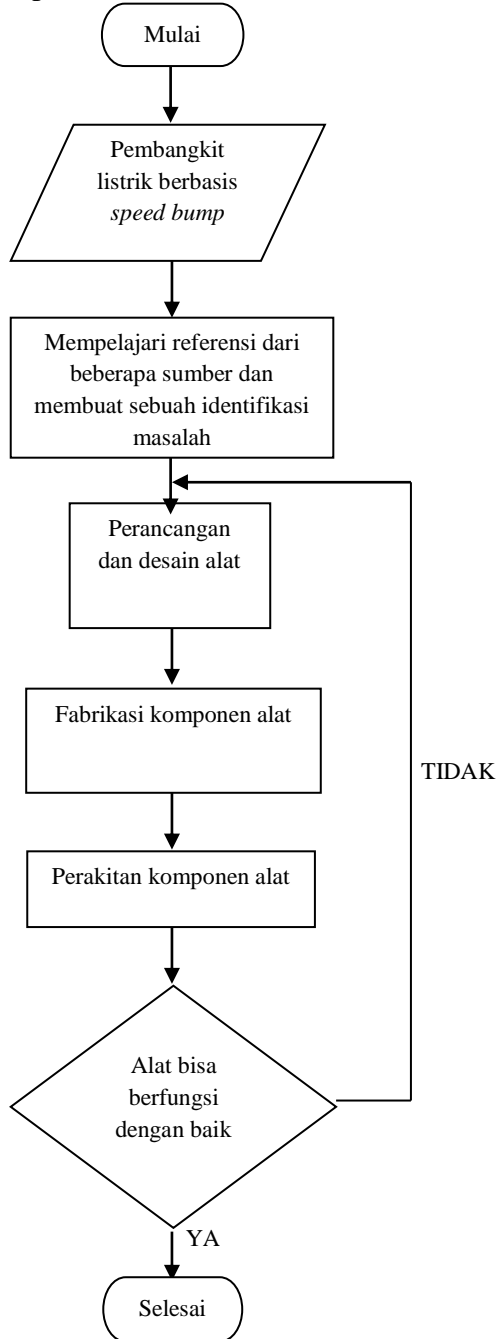 Mulai
Pembangkit
listrik berbasis
speed bump
Mempelajari referensi dari
beberapa sumber dan
membuat sebuah identifikasi
masalah
Perancangan
dan desain alat
Fabrikasi komponen alat
TIDAK
Perakitan komponen alat
Alat bisa
berfungsi
dengan baik
YA
Selesai